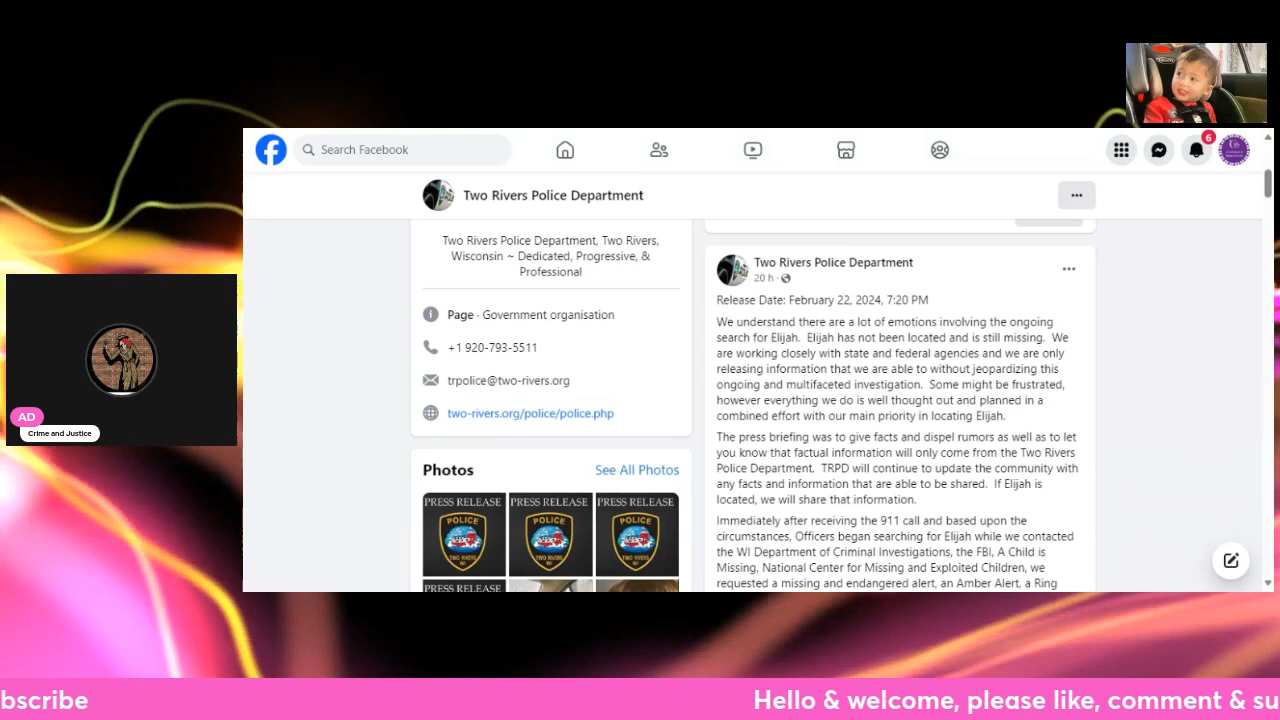 Search Facebook
6
Two Rivers Police Department
Two Rivers Police Department, Two Rivers,
Wisconsin ~ Dedicated, Progressive, &
Professional
Page · Government organisation
+1 920-793-5511
trpolice@two-rivers.org
two-rivers.org/police/police.php
Photos
See All Photos
PRESS RELEASE
POLICE
TWO RIVERS
WI
PRESS RELEASE
POLICE
TWO RIVERS
WI
PRESS RELEASE
POLICE
TWO RIVERS
WI
PRESS RELEASE
Two Rivers Police Department
20 h ·
Release Date: February 22, 2024, 7:20 PM
We understand there are a lot of emotions involving the ongoing
search for Elijah. Elijah has not been located and is still missing. We
are working closely with state and federal agencies and we are only
releasing information that we are able to without jeopardizing this
ongoing and multifaceted investigation. Some might be frustrated,
however everything we do is well thought out and planned in a
combined effort with our main priority in locating Elijah.
The press briefing was to give facts and dispel rumors as well as to let
you know that factual information will only come from the Two Rivers
Police Department. TRPD will continue to update the community with
any facts and information that are able to be shared. If Elijah is
located, we will share that information.
Immediately after receiving the 911 call and based upon the
circumstances, Officers began searching for Elijah while we contacted
the WI Department of Criminal Investigations, the FBI, A Child is
Missing, National Center for Missing and Exploited Children, we
requested a missing and endangered alert, an Amber Alert, a Ring
AD
Crime and Justice
bscribe
Hello & welcome, please like, comment & su